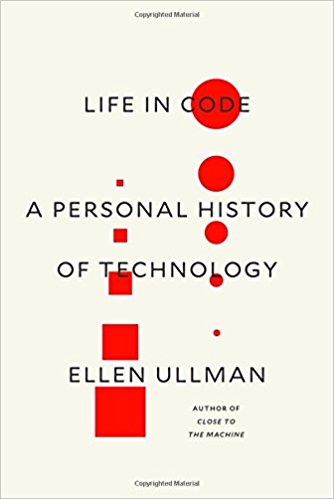 Copyrighted Material
LIFE IN CODE
A PERSONAL HISTORY
OF TECHNOLOGY
ELLEN ULLMAN
AUTHOR OF
CLOSE TO
THE MACHINE
Copyrighted Material